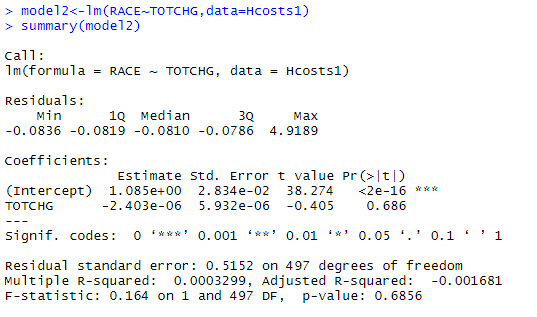 > model2<-lm(RACE~TOTCHG,data=Hcosts1)
> summary(model2)
Call:
lm(formula = RACE ~ TOTCHG, data = Hcosts1)
Residuals:
Min 1Q Median 3Q Max
-0.0836 -0.0819 -0.0810 -0.0786 4.9189
Coefficients:
Estimate Std. Error t value Pr(>|t|)
(Intercept) 1.085e+00 2.834e-02 38.274 <2e-16 ***
TOTCHG -2.403e-06 5.932e-06 -0.405 0.686
---
Signif. codes: 0 ‘***’ 0.001 ‘**’ 0.01 ‘*’ 0.05 ‘.’ 0.1 ‘ ’ 1
Residual standard error: 0.5152 on 497 degrees of freedom
Multiple R-squared: 0.0003299, Adjusted R-squared: -0.001681
F-statistic: 0.164 on 1 and 497 DF, p-value: 0.6856